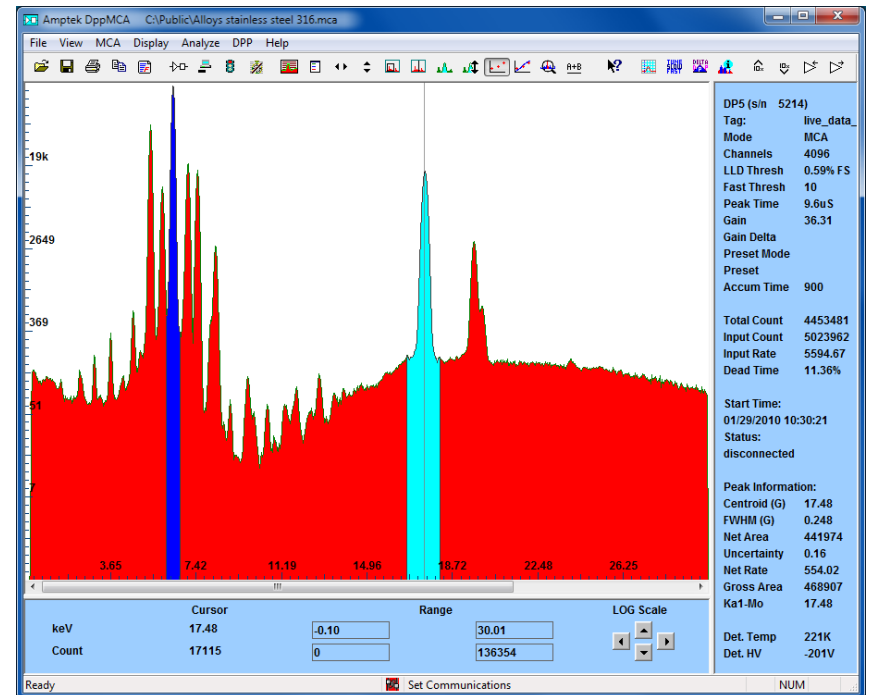 Amptek DppMCA C:\Public\Alloys stainless steel 316.mca
File View MCA Display Analyze DPP Help
A+B
19k
2649
369
51
7
3.65 7.42 11.19 14.96 18.72 22.48 26.25
DP5 (s/n 5214)
Tag: live_data_
Mode MCA
Channels 4096
LLD Thresh 0.59% FS
Fast Thresh 10
Peak Time 9.6uS
Gain 36.31
Gain Delta
Preset Mode
Preset
Accum Time 900
Total Count 4453481
Input Count 5023962
Input Rate 5594.67
Dead Time 11.36%
Start Time:
01/29/2010 10:30:21
Status:
disconnected
Peak Information:
Centroid (G) 17.48
FWHM (G) 0.248
Net Area 441974
Uncertainty 0.16
Net Rate 554.02
Gross Area 468907
Ka1-Mo 17.48
Det. Temp 221K
Det. HV -201V
Cursor Range LOG Scale
keV 17.48 -0.10 30.01
Count 17115 0 136354
Ready Set Communications NUM